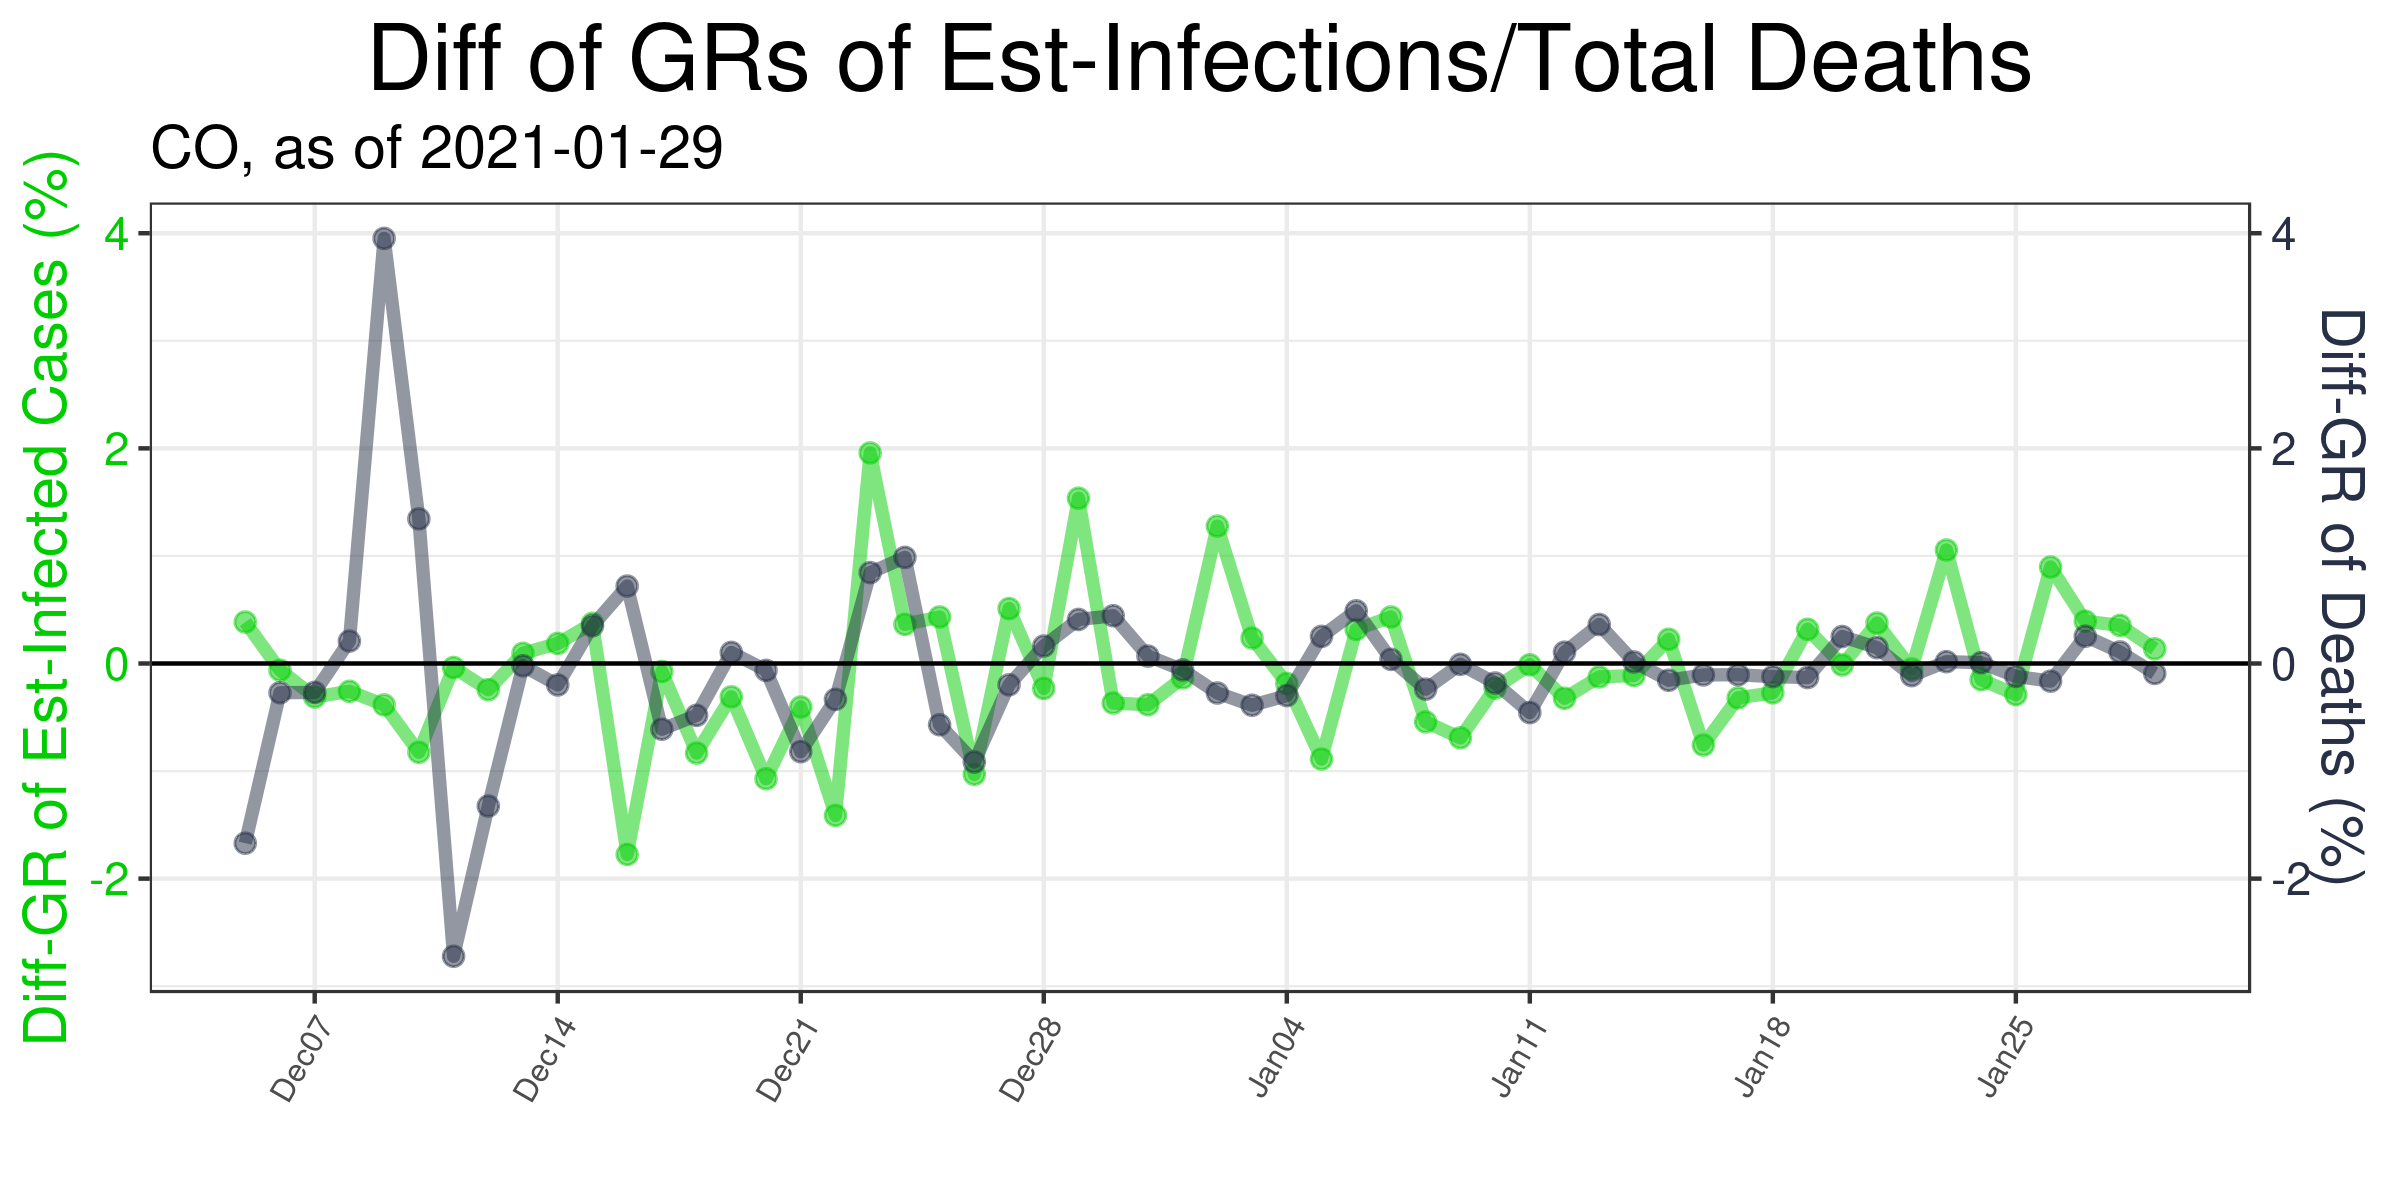 Diff of GRs of Est-Infections/Total Deaths
CO, as of 2021-01-29
Diff-GR of Est-Infected Cases (%)
4
2
0
-2
4
2
0
-2
Diff-GR of Deaths (%)
Dec07
Dec14
Dec21
Dec28
Jan04
Jan11
Jan18
Jan25